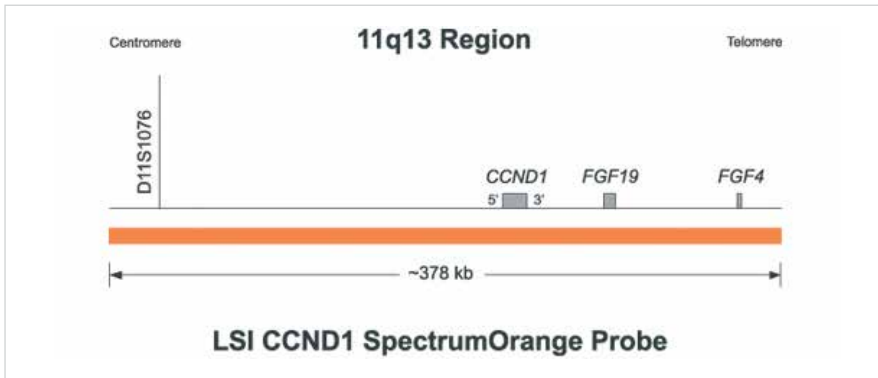 Centromere 11q13 Region Telomere
D11S1076
CCND1 FGF19 FGF4
5' 3'
~378 kb
LSI CCND1 SpectrumOrange Probe